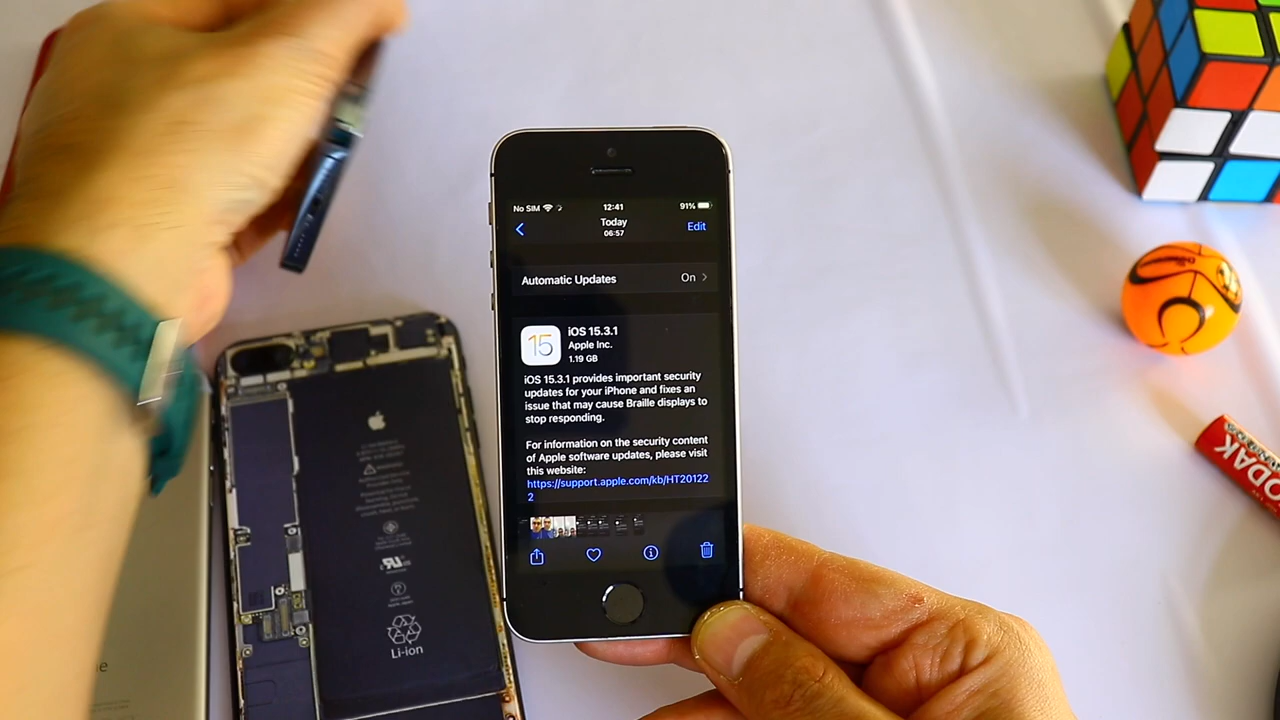 No SIM 12:41 91%
Today
06:57
Edit
Automatic Updates On
15
iOS 15.3.1
Apple Inc.
1.19 GB
iOS 15.3.1 provides important security
updates for your iPhone and fixes an
issue that may cause Braille displays to
stop responding.
For information on the security content
of Apple software updates, please visit
this website:
https://support.apple.com/kb/HT20122
2
Li-ion
KODAK